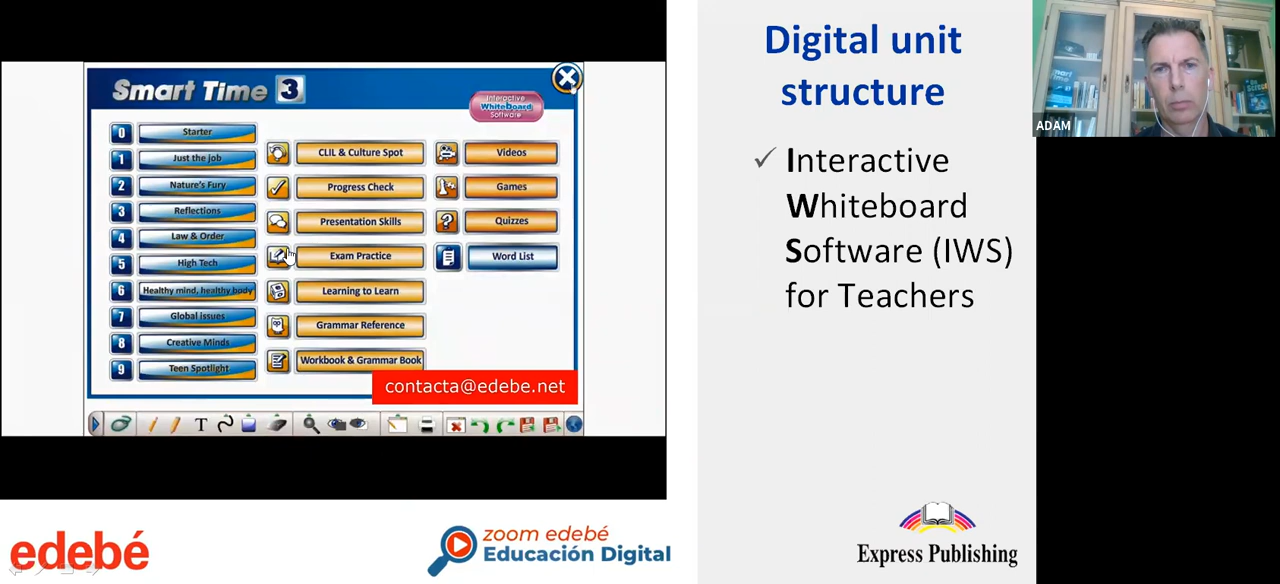 Smart Time 3
Interactive
WhiteBoard
Software
0 Starter
1 Just the job
2 Nature's Fury
3 Reflections
4 Law & Order
5 High Tech
6 Healthy mind, healthy body
7 Global issues
8 Creative Minds
9 Teen Spotlight
CLIL & Culture Spot
Progress Check
Presentation Skills
Exam Practice
Learning to Learn
Grammar Reference
Workbook & Grammar Book
Videos
Games
? Quizzes
Word List
contacta@edebe.net
T
edebé
zoom edebé
Educación Digital
Digital unit
structure
✓ Interactive
Whiteboard
Software (IWS)
for Teachers
Express Publishing
Smart
Time
ADAM